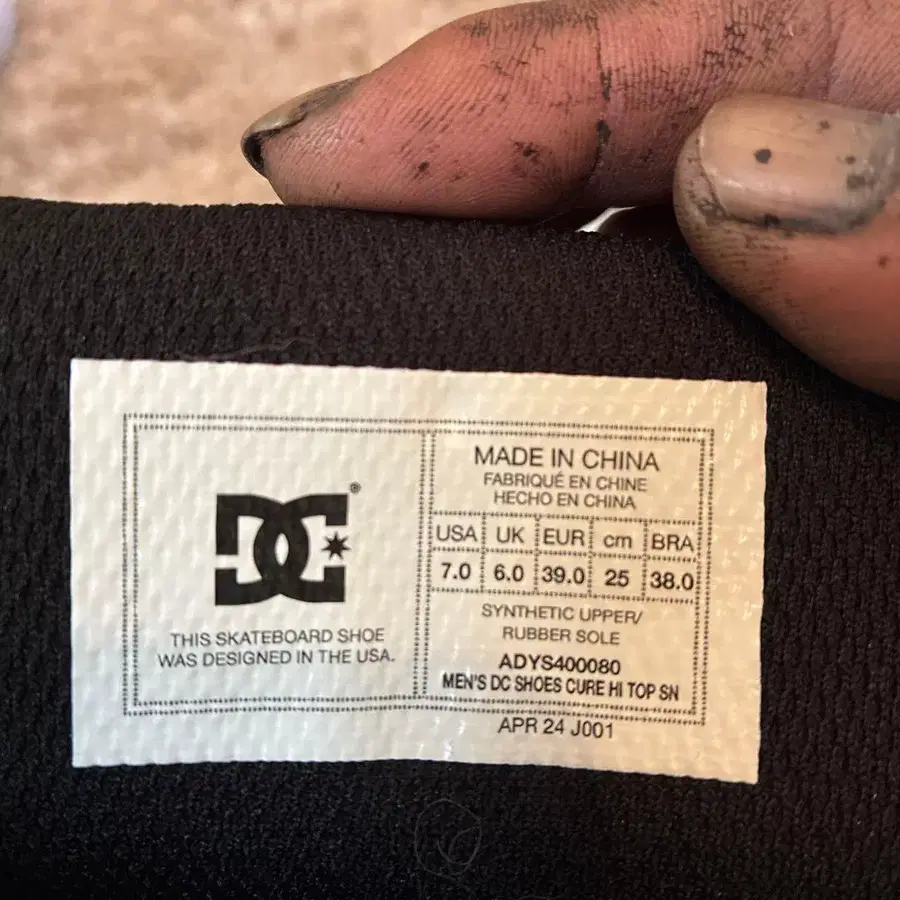 DC®
THIS SKATEBOARD SHOE
WAS DESIGNED IN THE USA.
MADE IN CHINA
FABRIQUÉ EN CHINE
HECHO EN CHINA
USA UK EUR cm BRA
7.0 6.0 39.0 25 38.0
SYNTHETIC UPPER/
RUBBER SOLE
ADYS400080
MEN'S DC SHOES CURE HI TOP SN
APR 24 J001